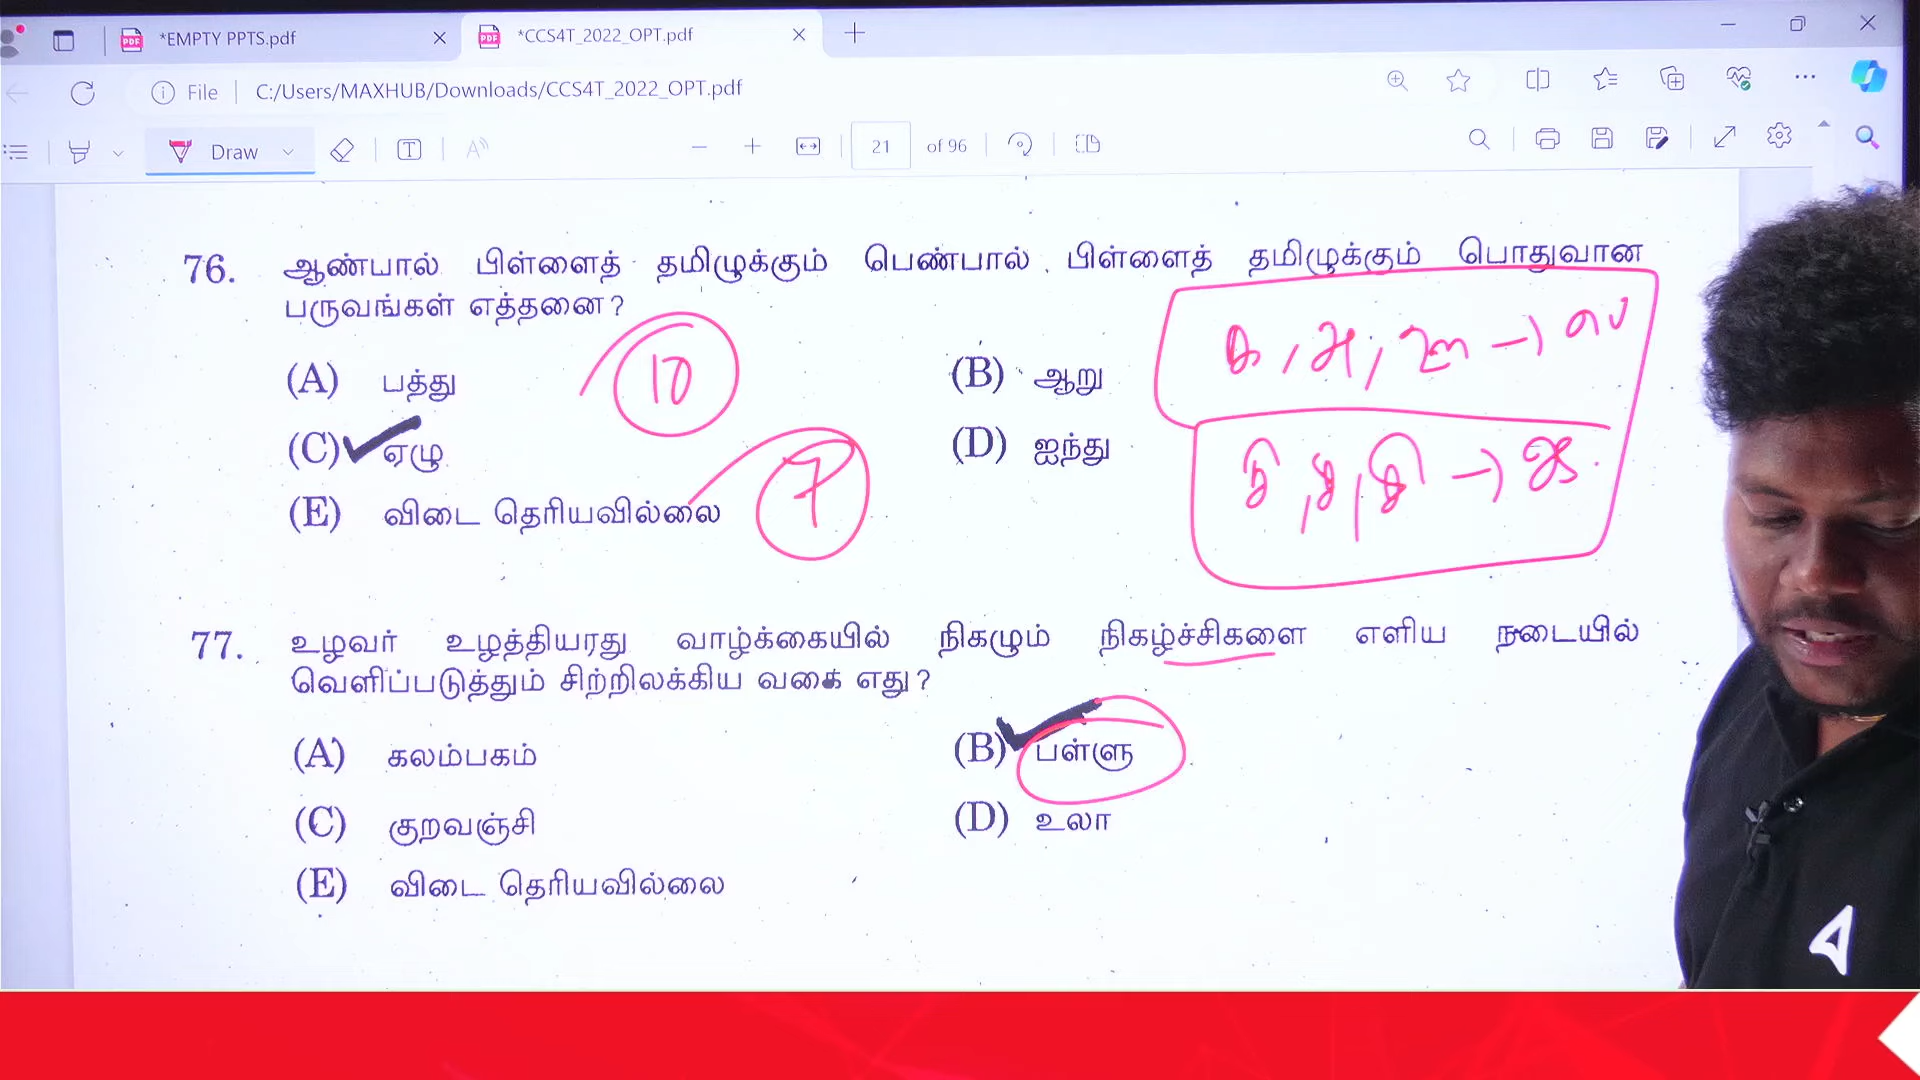 *EMPTY PPTS.pdf
*CCS4T_2022_OPT.pdf
File
C:/Users/MAXHUB/Downloads/CCS4T_2022_OPT.pdf
Draw
21 of 96
76. ஆண்பால் பிள்ளைத் தமிழுக்கும் பெண்பால் பிள்ளைத் தமிழுக்கும் பொதுவான
பருவங்கள் எத்தனை?
(A) பத்து
(B) ஆறு
(C) ஏழு
(D) ஐந்து
(E) விடை தெரியவில்லை
10
7
77. உழவர் உழத்தியரது வாழ்க்கையில் நிகழும் நிகழ்ச்சிகளை எளிய நடையில்
வெளிப்படுத்தும் சிற்றிலக்கிய வகை எது?
(A) கலம்பகம்
(B) பள்ளு
(C) குறவஞ்சி
(D) உலா
(E) விடை தெரியவில்லை